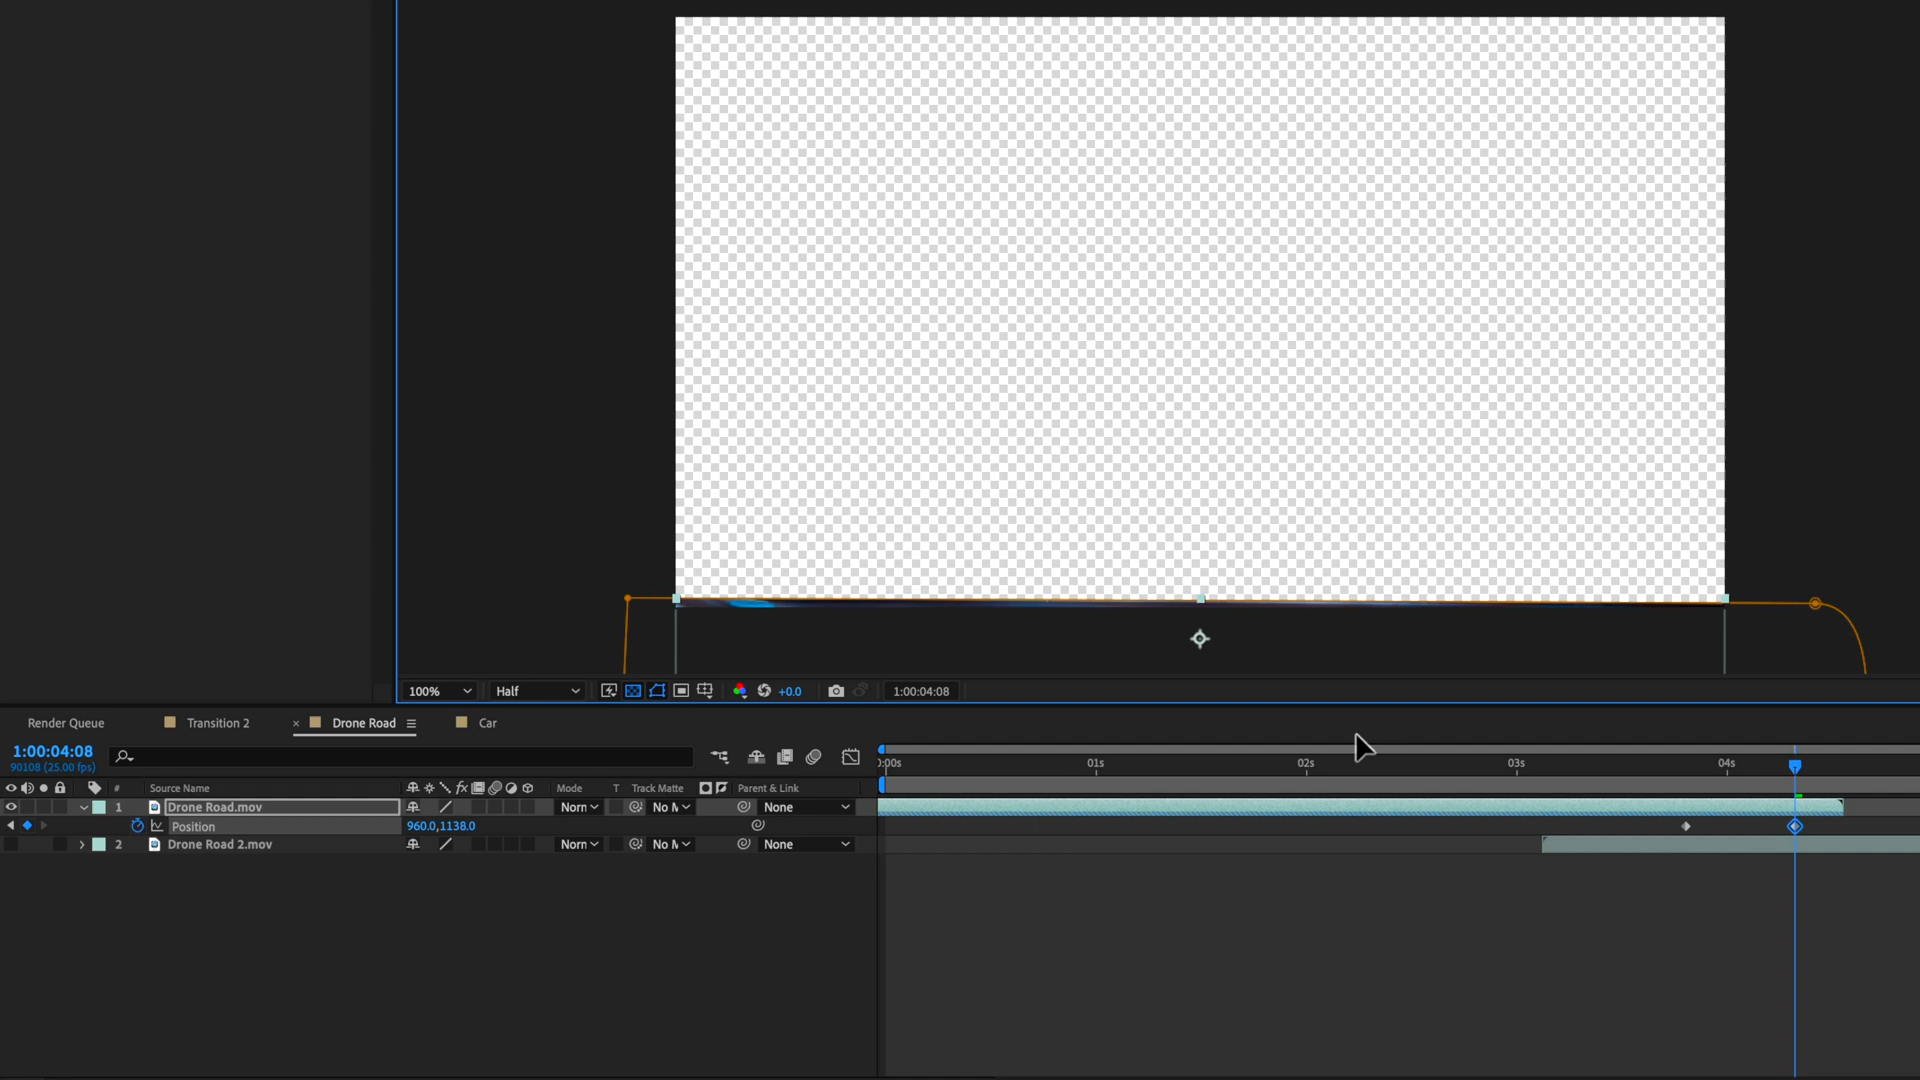 100% Half +0.0 1:00:04:08
Render Queue Transition 2 × Drone Road Car
1:00:04:08
90108 (25.00 fps)
:00s 01s 02s 03s 04s
# Source Name Mode T Track Matte Parent & Link
1 Drone Road.mov Norn No M None
Position 960.0,1138.0
2 Drone Road 2.mov Norn No M None